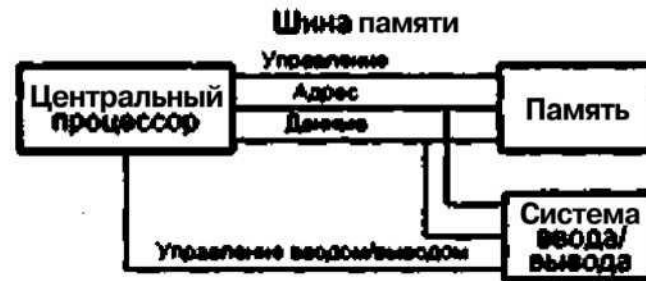 Шина памяти
Управление
Адрес
Данные
Центральный
процессор
Память
Система
ввода/
вывода
Управление вводом/выводом